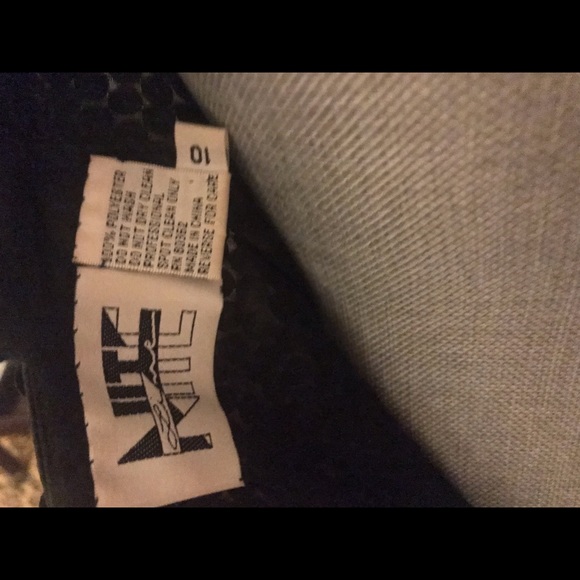 10
100% POLYESTER
DO NOT WASH
DO NOT DRY CLEAN
PROFESSIONAL
SPOT CLEAN ONLY
RN
MADE IN CHINA
REVERSE FOR CARE
NITE
Line